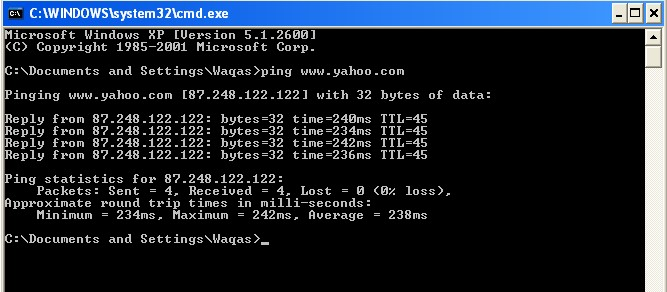 C:\WINDOWS\system32\cmd.exe
Microsoft Windows XP [Version 5.1.2600]
(C) Copyright 1985-2001 Microsoft Corp.
C:\Documents and Settings\Waqas>ping www.yahoo.com
Pinging www.yahoo.com [87.248.122.122] with 32 bytes of data:
Reply from 87.248.122.122: bytes=32 time=240ms TTL=45
Reply from 87.248.122.122: bytes=32 time=234ms TTL=45
Reply from 87.248.122.122: bytes=32 time=242ms TTL=45
Reply from 87.248.122.122: bytes=32 time=236ms TTL=45
Ping statistics for 87.248.122.122:
    Packets: Sent = 4, Received = 4, Lost = 0 (0% loss),
Approximate round trip times in milli-seconds:
    Minimum = 234ms, Maximum = 242ms, Average = 238ms
C:\Documents and Settings\Waqas>_